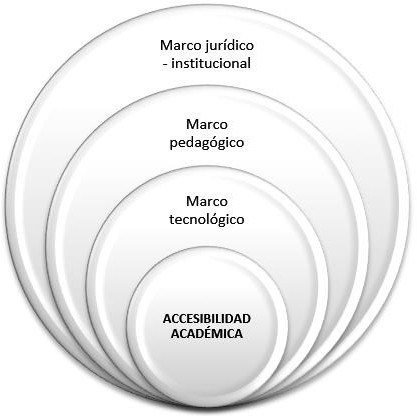 Marco jurídico
- institucional
Marco
pedagógico
Marco
tecnológico
ACCESIBILIDAD
ACADÉMICA